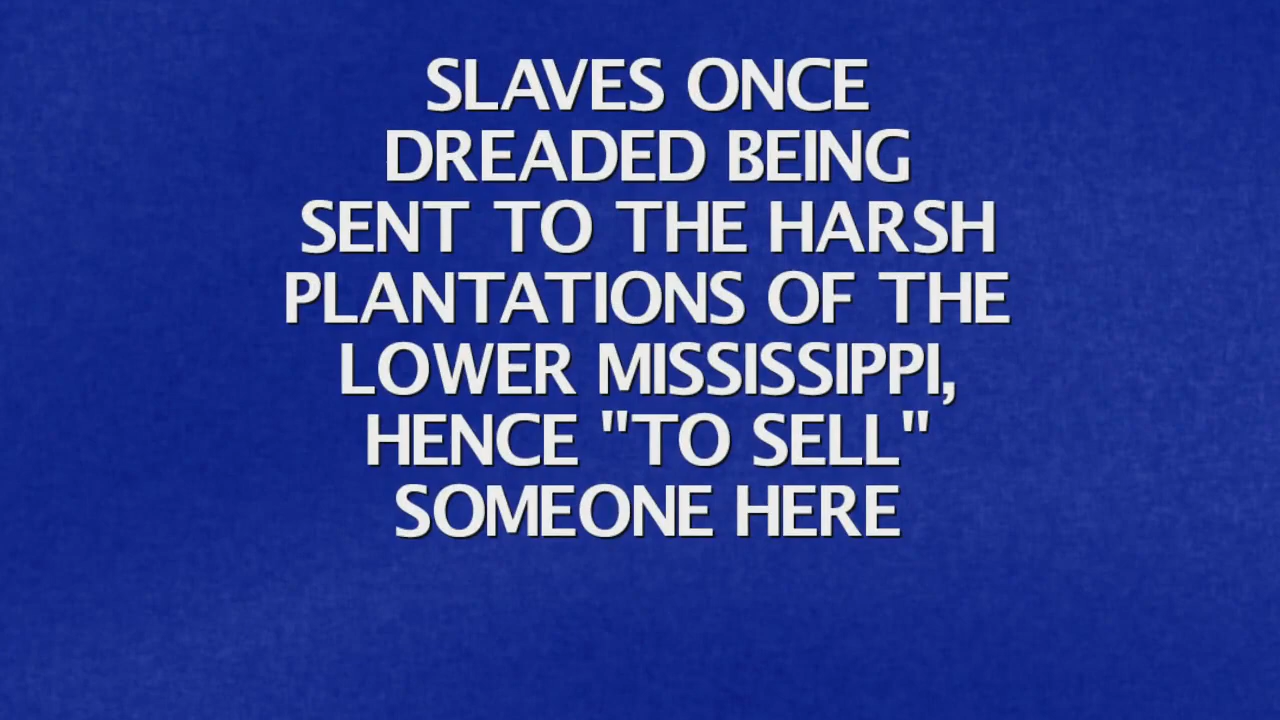 SLAVES ONCE
DREADED BEING
SENT TO THE HARSH
PLANTATIONS OF THE
LOWER MISSISSIPPI,
HENCE "TO SELL"
SOMEONE HERE